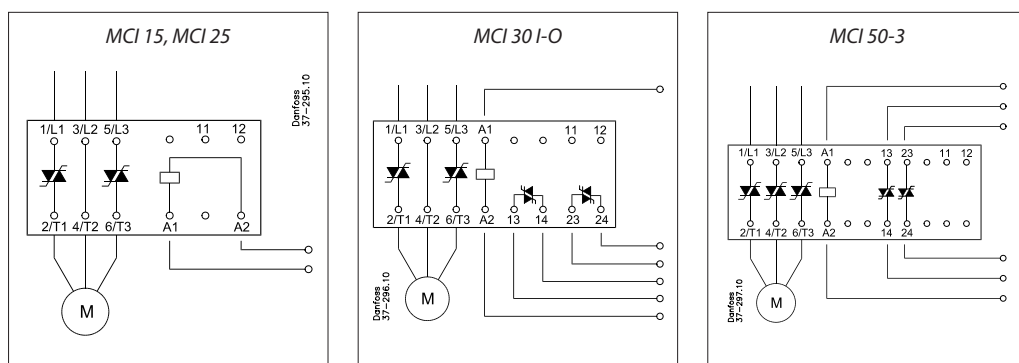 MCI 15, MCI 25
Danfoss
37-295.10
1/L1 3/L2 5/L3 11 12
2/T1 4/T2 6/T3 A1 A2
M
MCI 30 I-O
1/L1 3/L2 5/L3 A1 11 12
2/T1 4/T2 6/T3 A2 13 14 23 24
M
Danfoss
37-296.10
MCI 50-3
1/L1 3/L2 5/L3 A1 13 23 11 12
2/T1 4/T2 6/T3 A2 14 24
M
Danfoss
37-297.10